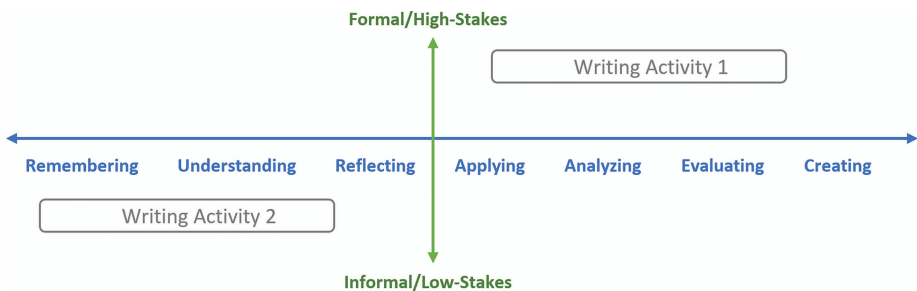 Formal/High-Stakes
Writing Activity 1
Remembering Understanding Reflecting Applying Analyzing Evaluating Creating
Writing Activity 2
Informal/Low-Stakes